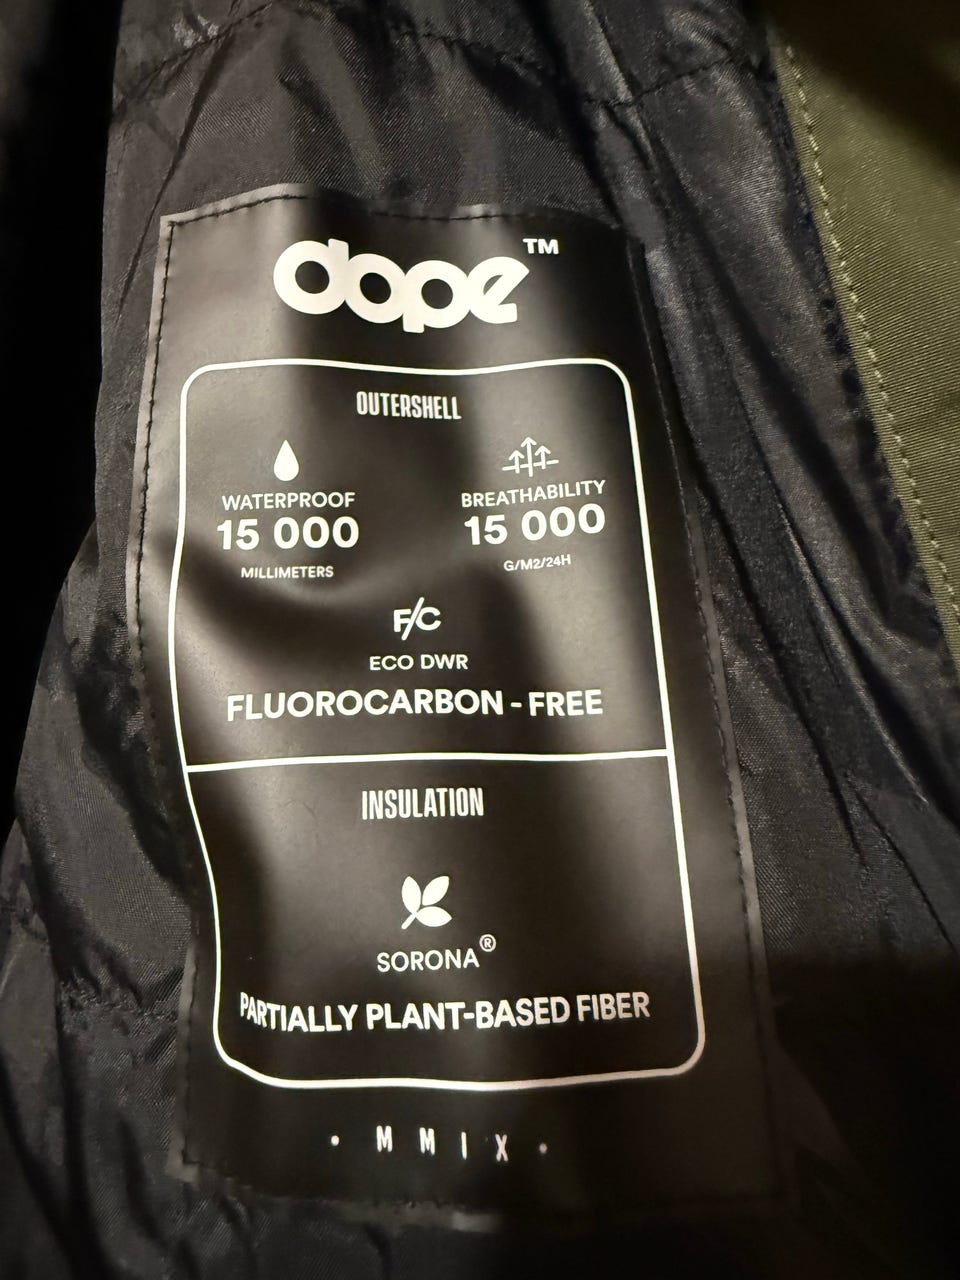 dope™
OUTERSHELL
WATERPROOF BREATHABILITY
15 000 15 000
MILLIMETERS G/M2/24H
F/C
ECO DWR
FLUOROCARBON - FREE
INSULATION
SORONA®
PARTIALLY PLANT-BASED FIBER
• M M I X •